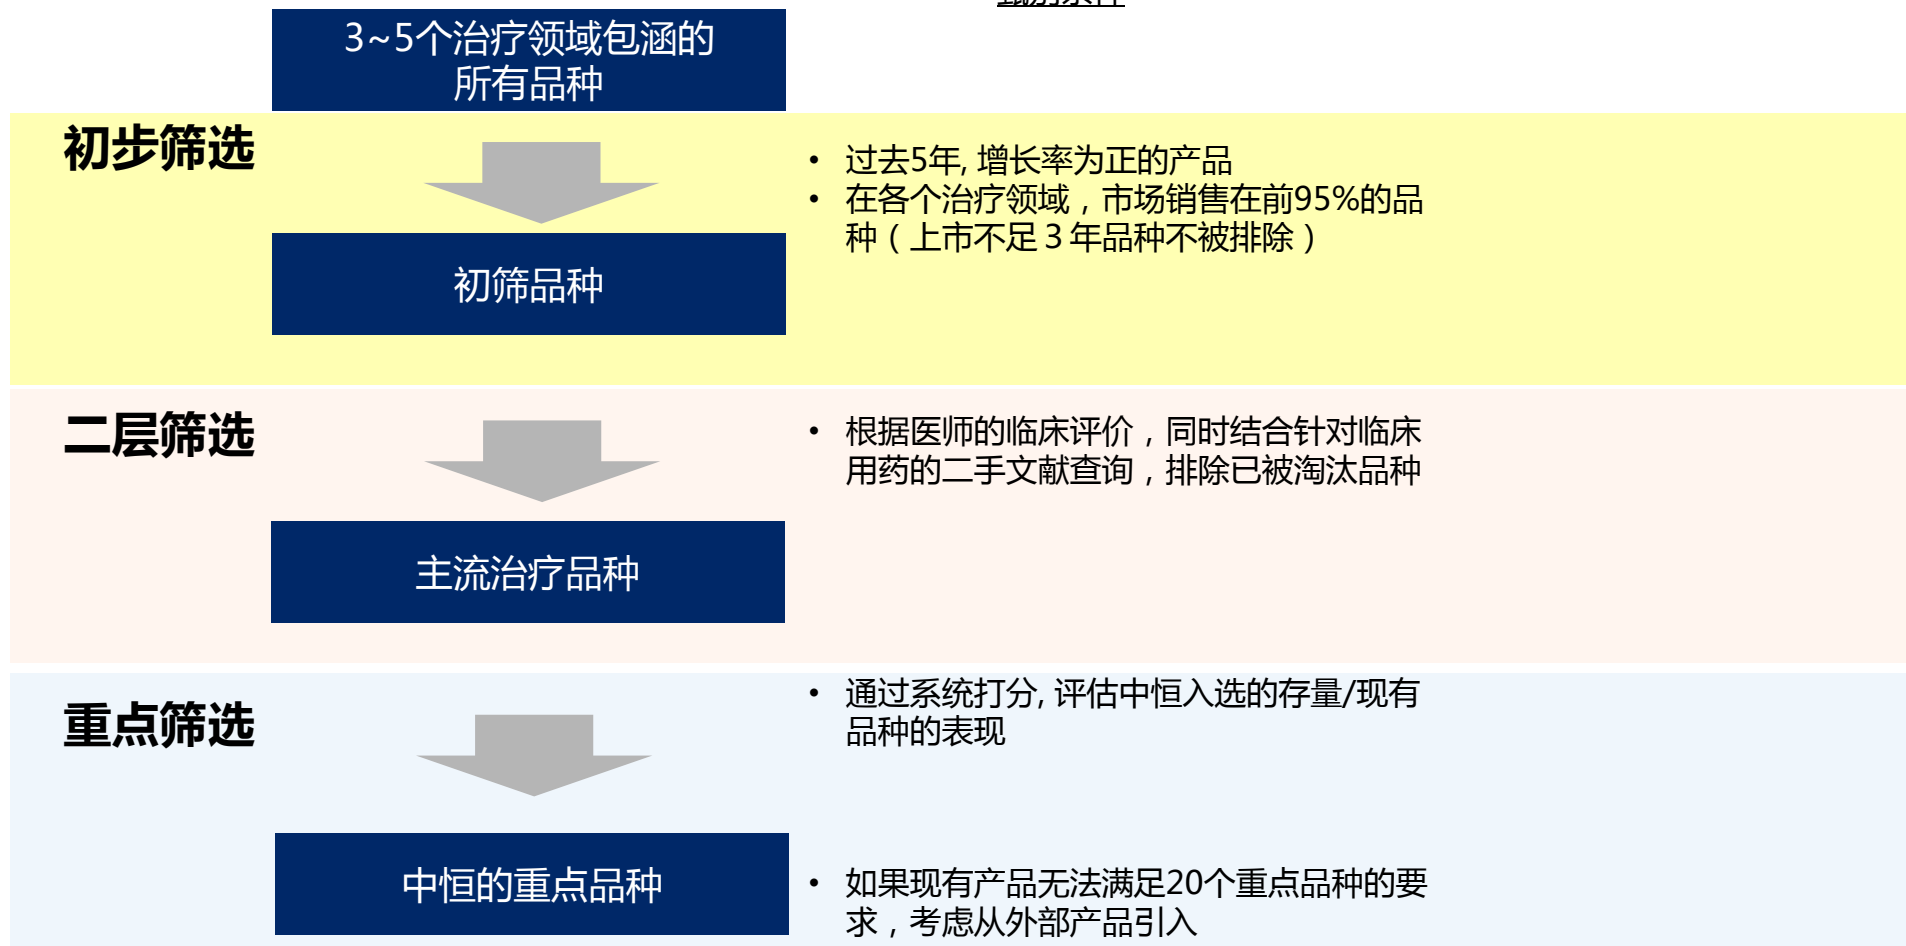 3~5个治疗领域包涵的
所有品种
初步筛选
• 过去5年, 增长率为正的产品
• 在各个治疗领域，市场销售在前95%的品
种（上市不足３年品种不被排除）
初筛品种
二层筛选
• 根据医师的临床评价，同时结合针对临床
用药的二手文献查询，排除已被淘汰品种
主流治疗品种
重点筛选
• 通过系统打分, 评估中恒入选的存量/现有
品种的表现
中恒的重点品种
• 如果现有产品无法满足20个重点品种的要
求，考虑从外部产品引入